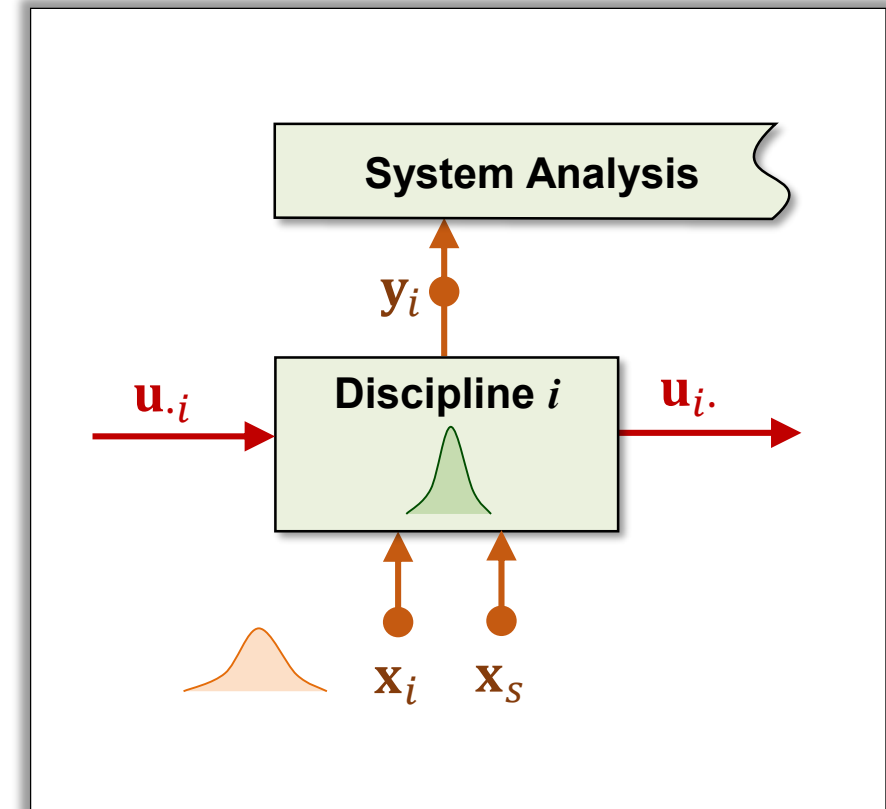 System Analysis
𝐲ᵢ
𝐮.ᵢ
Discipline i
𝐮ᵢ.
𝐱ᵢ
𝐱ₛ